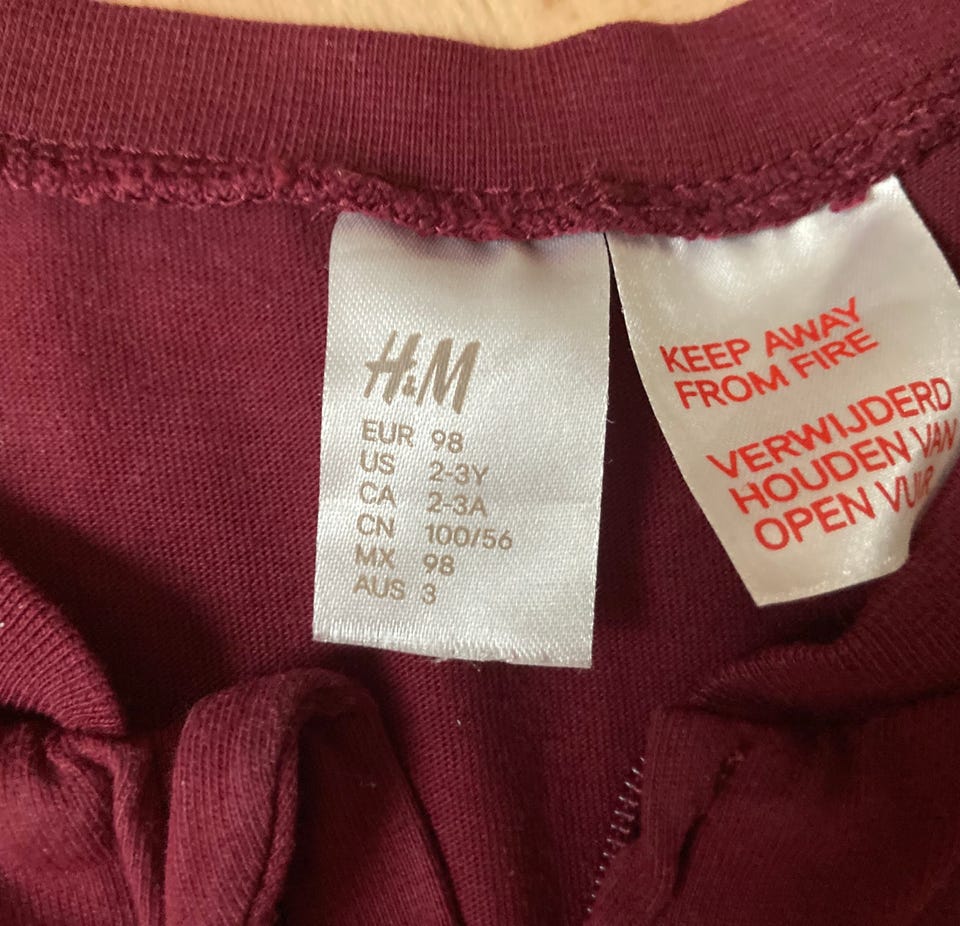 H&M
EUR 98
US 2-3Y
CA 2-3A
CN 100/56
MX 98
AUS 3
KEEP AWAY
FROM FIRE
VERWIJDERD
HOUDEN VAN
OPEN VUUR